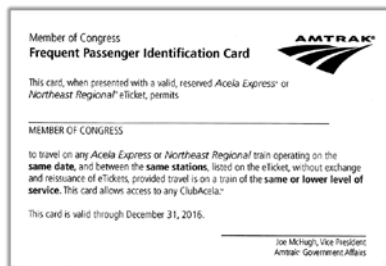 Member of Congress
Frequent Passenger Identification Card
AMTRAK®
This card, when presented with a valid, reserved Acela Express® or
Northeast Regional℠ eTicket, permits
MEMBER OF CONGRESS
to travel on any Acela Express or Northeast Regional train operating on the
same date, and between the same stations, listed on the eTicket, without exchange
and reissuance of eTickets, provided travel is on a train of the same or lower level of
service. This card allows access to any ClubAcela.℠
This card is valid through December 31, 2016.
Joe McHugh, Vice President
Amtrak® Government Affairs